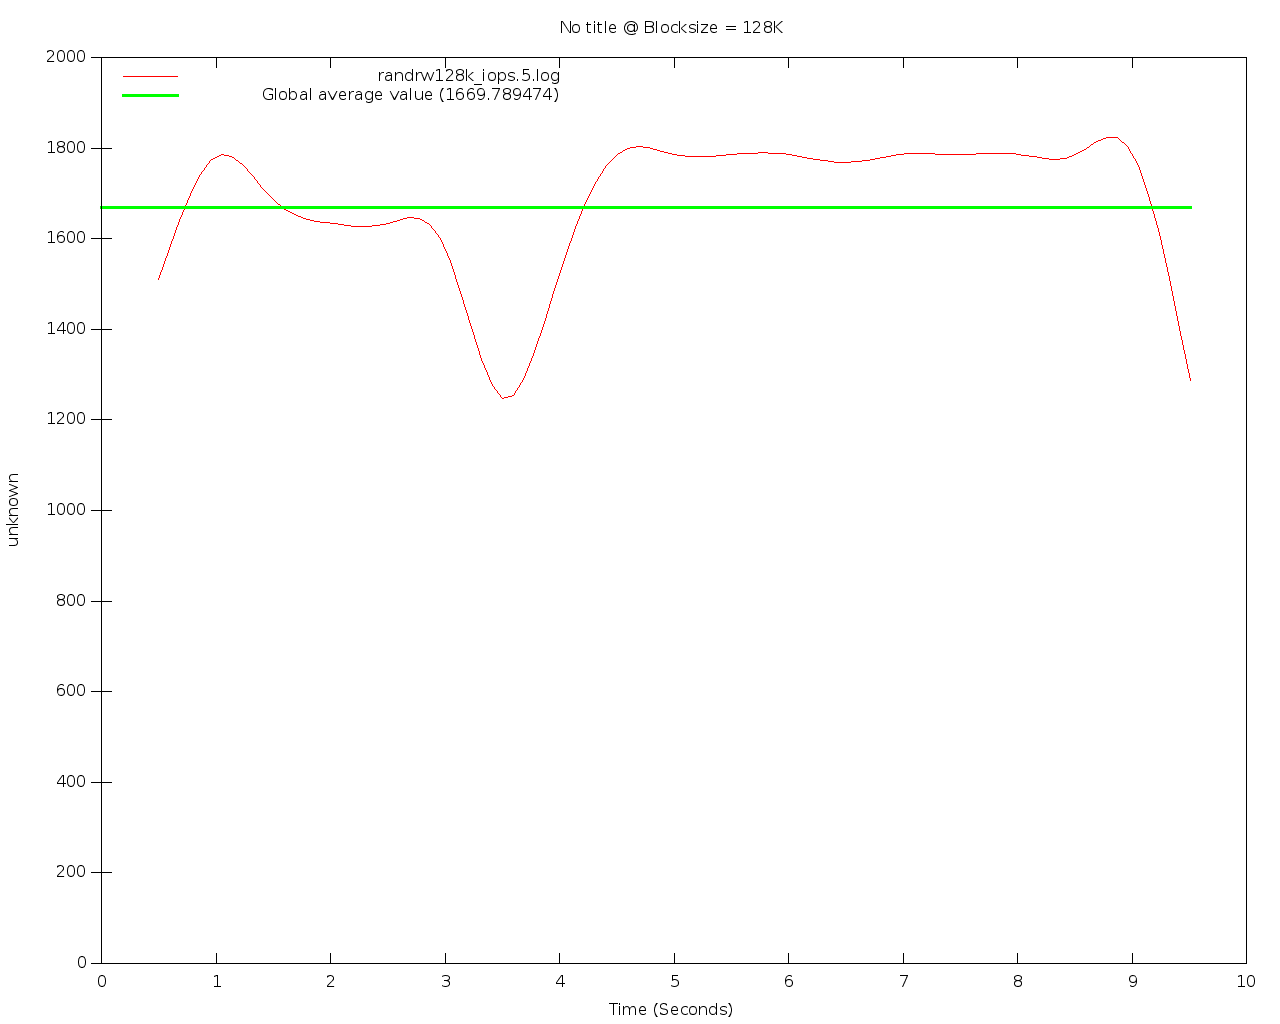 No title @ Blocksize = 128K
randrw128k_iops.5.log
Global average value (1669.789474)
2000
1800
1600
1400
1200
1000
800
600
400
200
0
unknown
0 1 2 3 4 5 6 7 8 9 10
Time (Seconds)